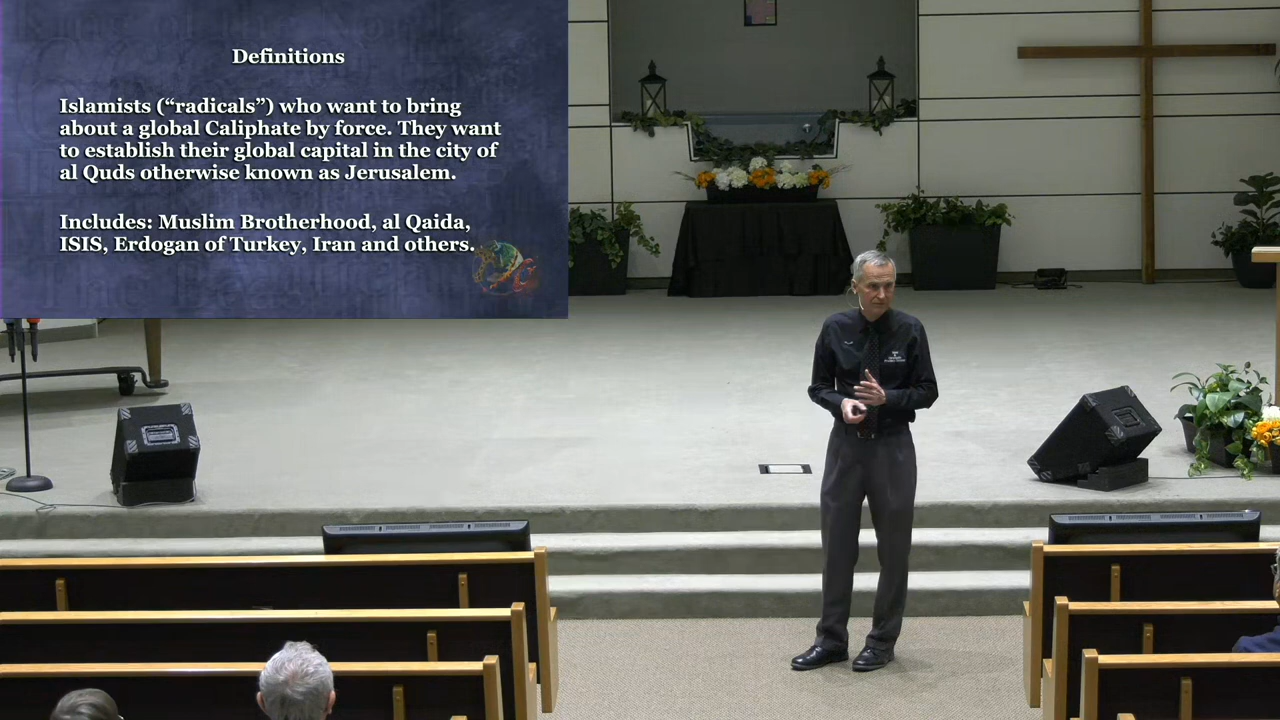 Definitions
Islamists (“radicals”) who want to bring
about a global Caliphate by force. They want
to establish their global capital in the city of
al Quds otherwise known as Jerusalem.
Includes: Muslim Brotherhood, al Qaida,
ISIS, Erdogan of Turkey, Iran and others.